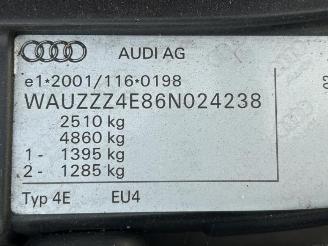 AUDI AG
e1*2001/116*0198
WAUZZZ4E86N024238
2510 kg
4860 kg
1- 1395 kg
2- 1285 kg
Typ 4E EU4